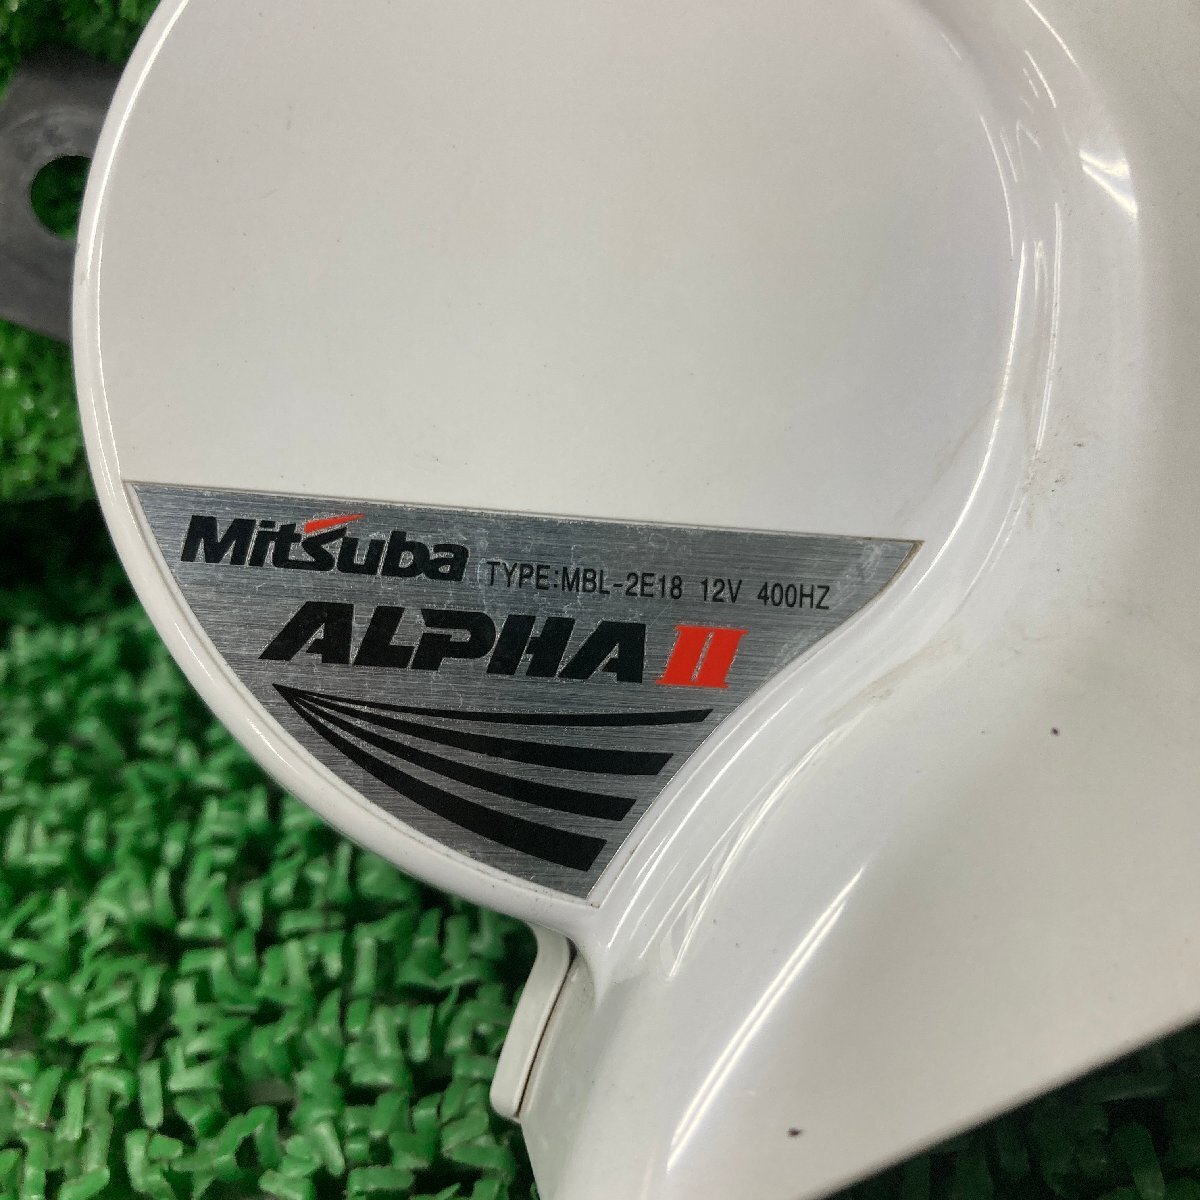 Mitsuba TYPE:MBL-2E18 12V 400HZ
ALPHA II